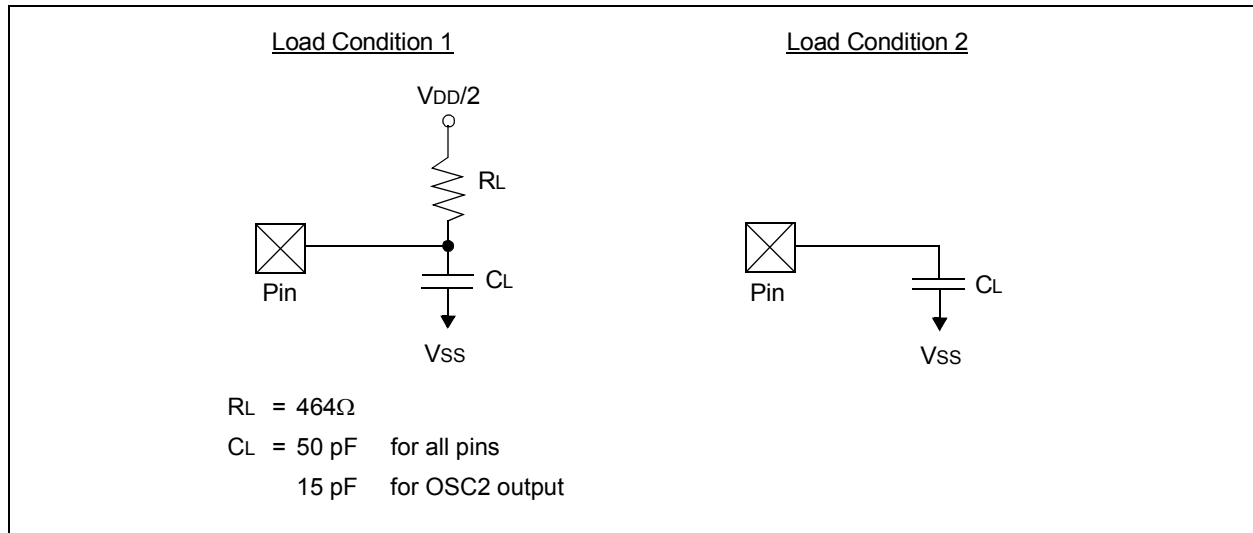 Load Condition 1
VDD/2
RL
Pin
CL
VSS
RL = 464Ω
CL = 50 pF for all pins
15 pF for OSC2 output
Load Condition 2
Pin
CL
VSS